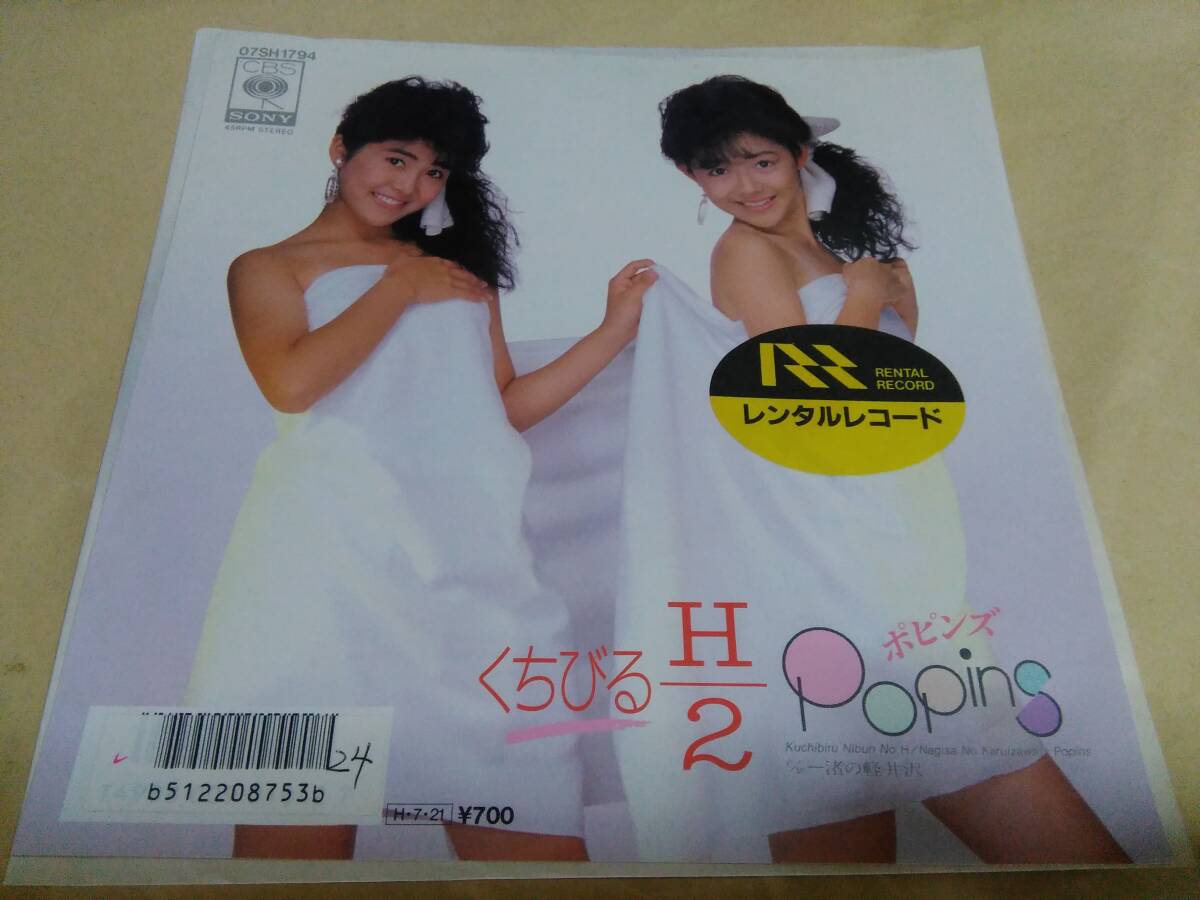 07SH1794
CBS
SONY
45RPM STEREO
RENTAL
RECORD
レンタルレコード
くちびる H/2
ポピンズ
Popins
Kuchibiru Nibun No H/Nagisa No Karuizawa・Popins
渚の軽井沢
24
b512208753b
H・7・21 ¥700